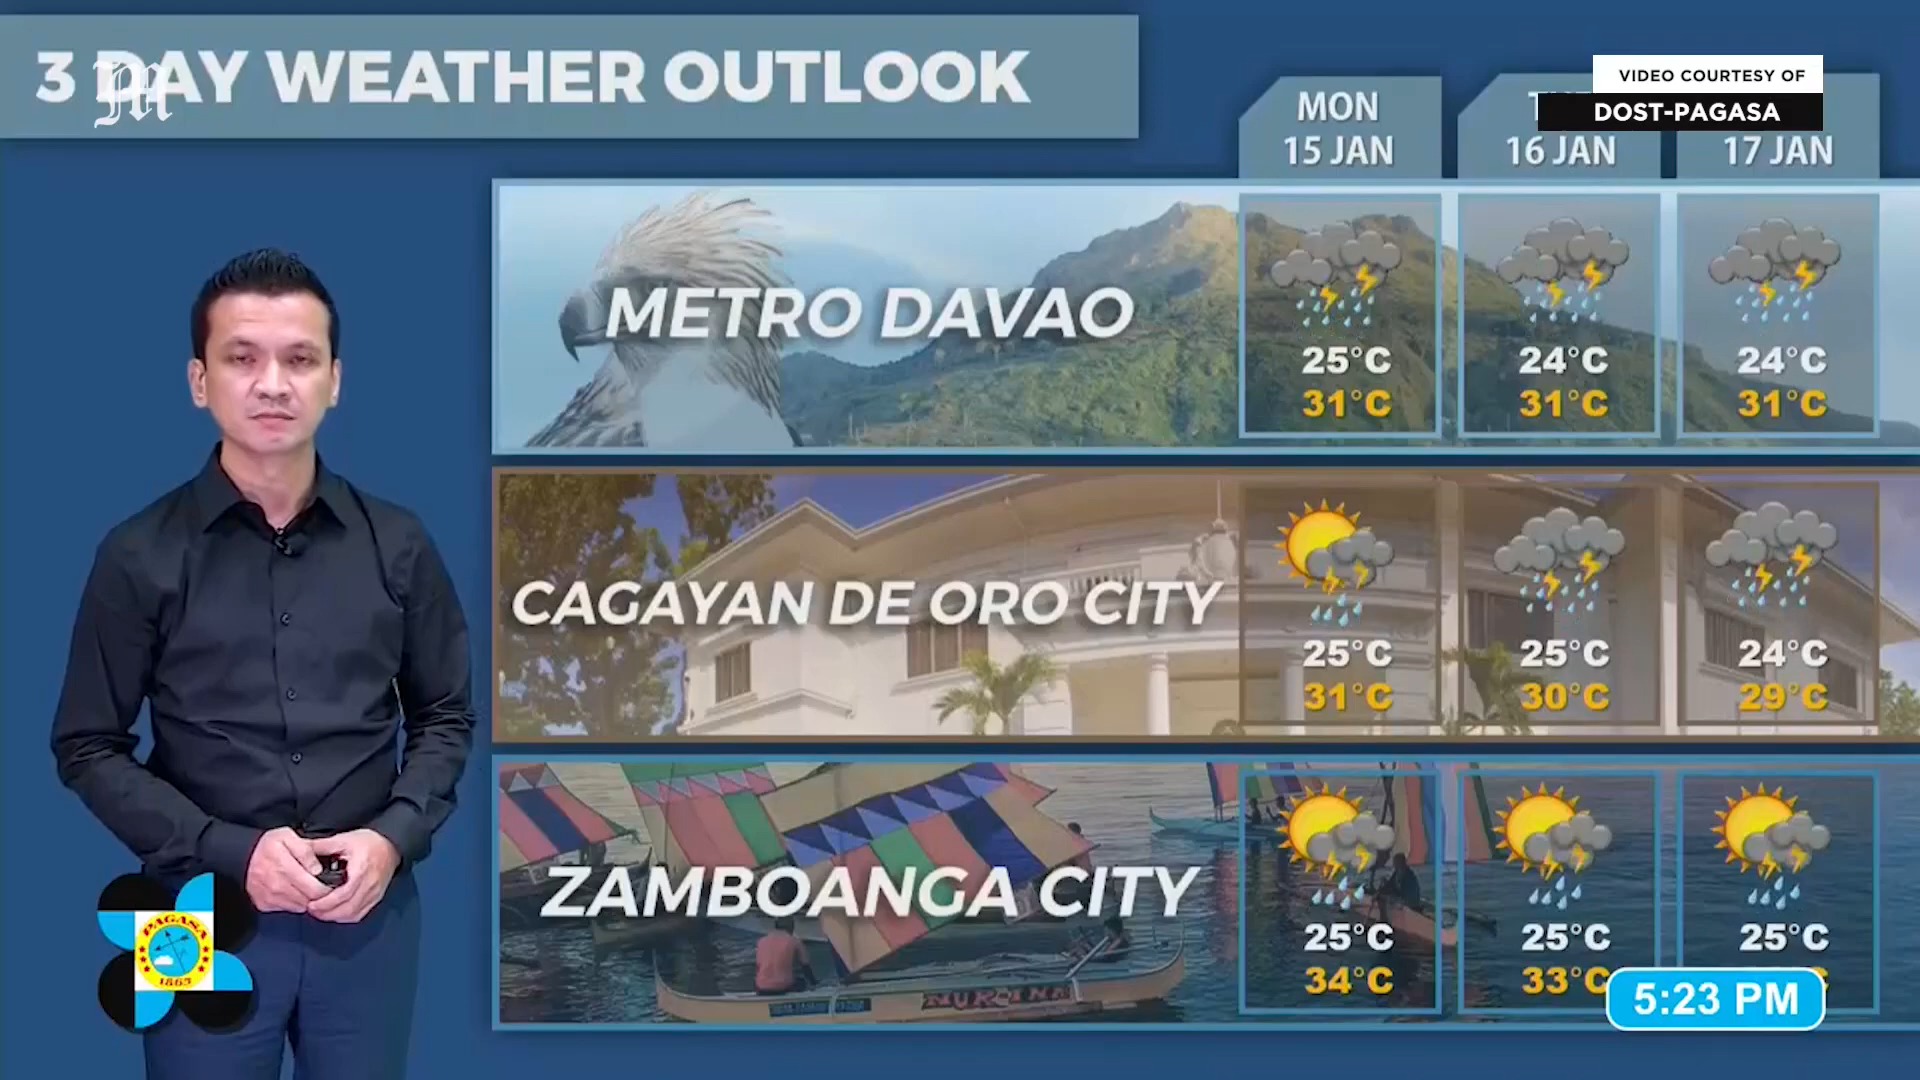 3 DAY WEATHER OUTLOOK
M
VIDEO COURTESY OF
DOST-PAGASA
MON
15 JAN
16 JAN
17 JAN
METRO DAVAO
25°C
31°C
24°C
31°C
24°C
31°C
CAGAYAN DE ORO CITY
25°C
31°C
25°C
30°C
24°C
29°C
ZAMBOANGA CITY
25°C
34°C
25°C
33°C
25°C
5:23 PM
PAGASA
1865